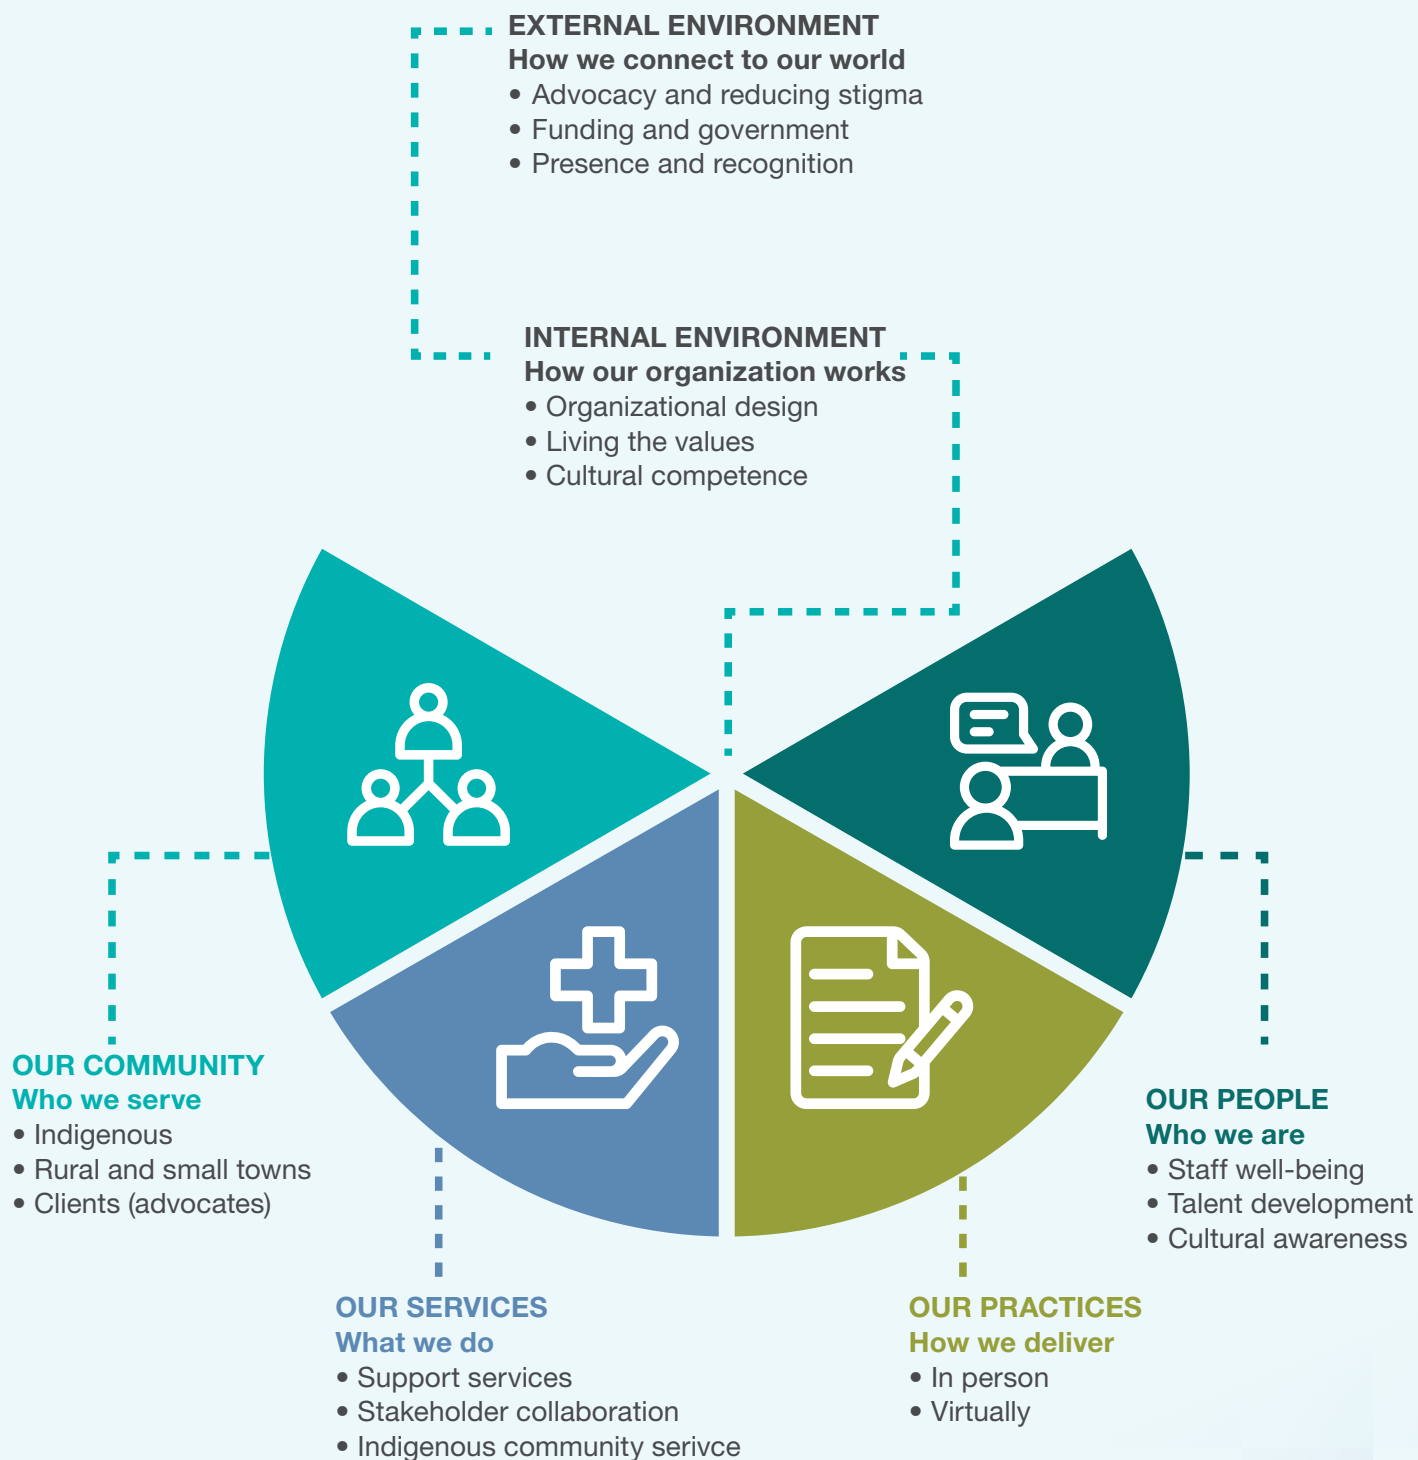 EXTERNAL ENVIRONMENT
How we connect to our world
• Advocacy and reducing stigma
• Funding and government
• Presence and recognition
INTERNAL ENVIRONMENT
How our organization works
• Organizational design
• Living the values
• Cultural competence
OUR COMMUNITY
Who we serve
• Indigenous
• Rural and small towns
• Clients (advocates)
OUR SERVICES
What we do
• Support services
• Stakeholder collaboration
• Indigenous community serivce
OUR PRACTICES
How we deliver
• In person
• Virtually
OUR PEOPLE
Who we are
• Staff well-being
• Talent development
• Cultural awareness